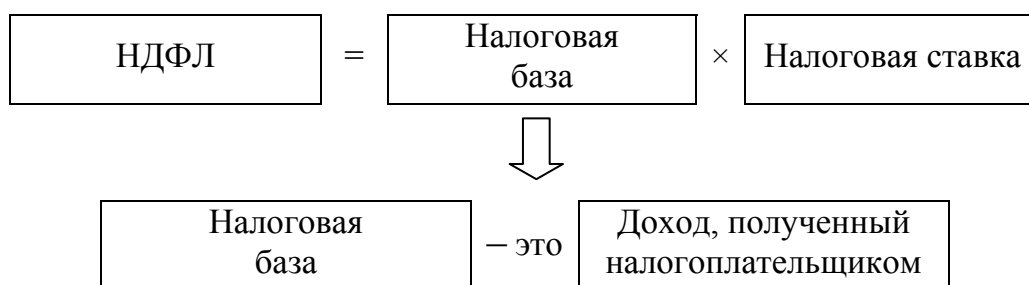 НДФЛ = Налоговая база × Налоговая ставка
Налоговая база – это Доход, полученный налогоплательщиком